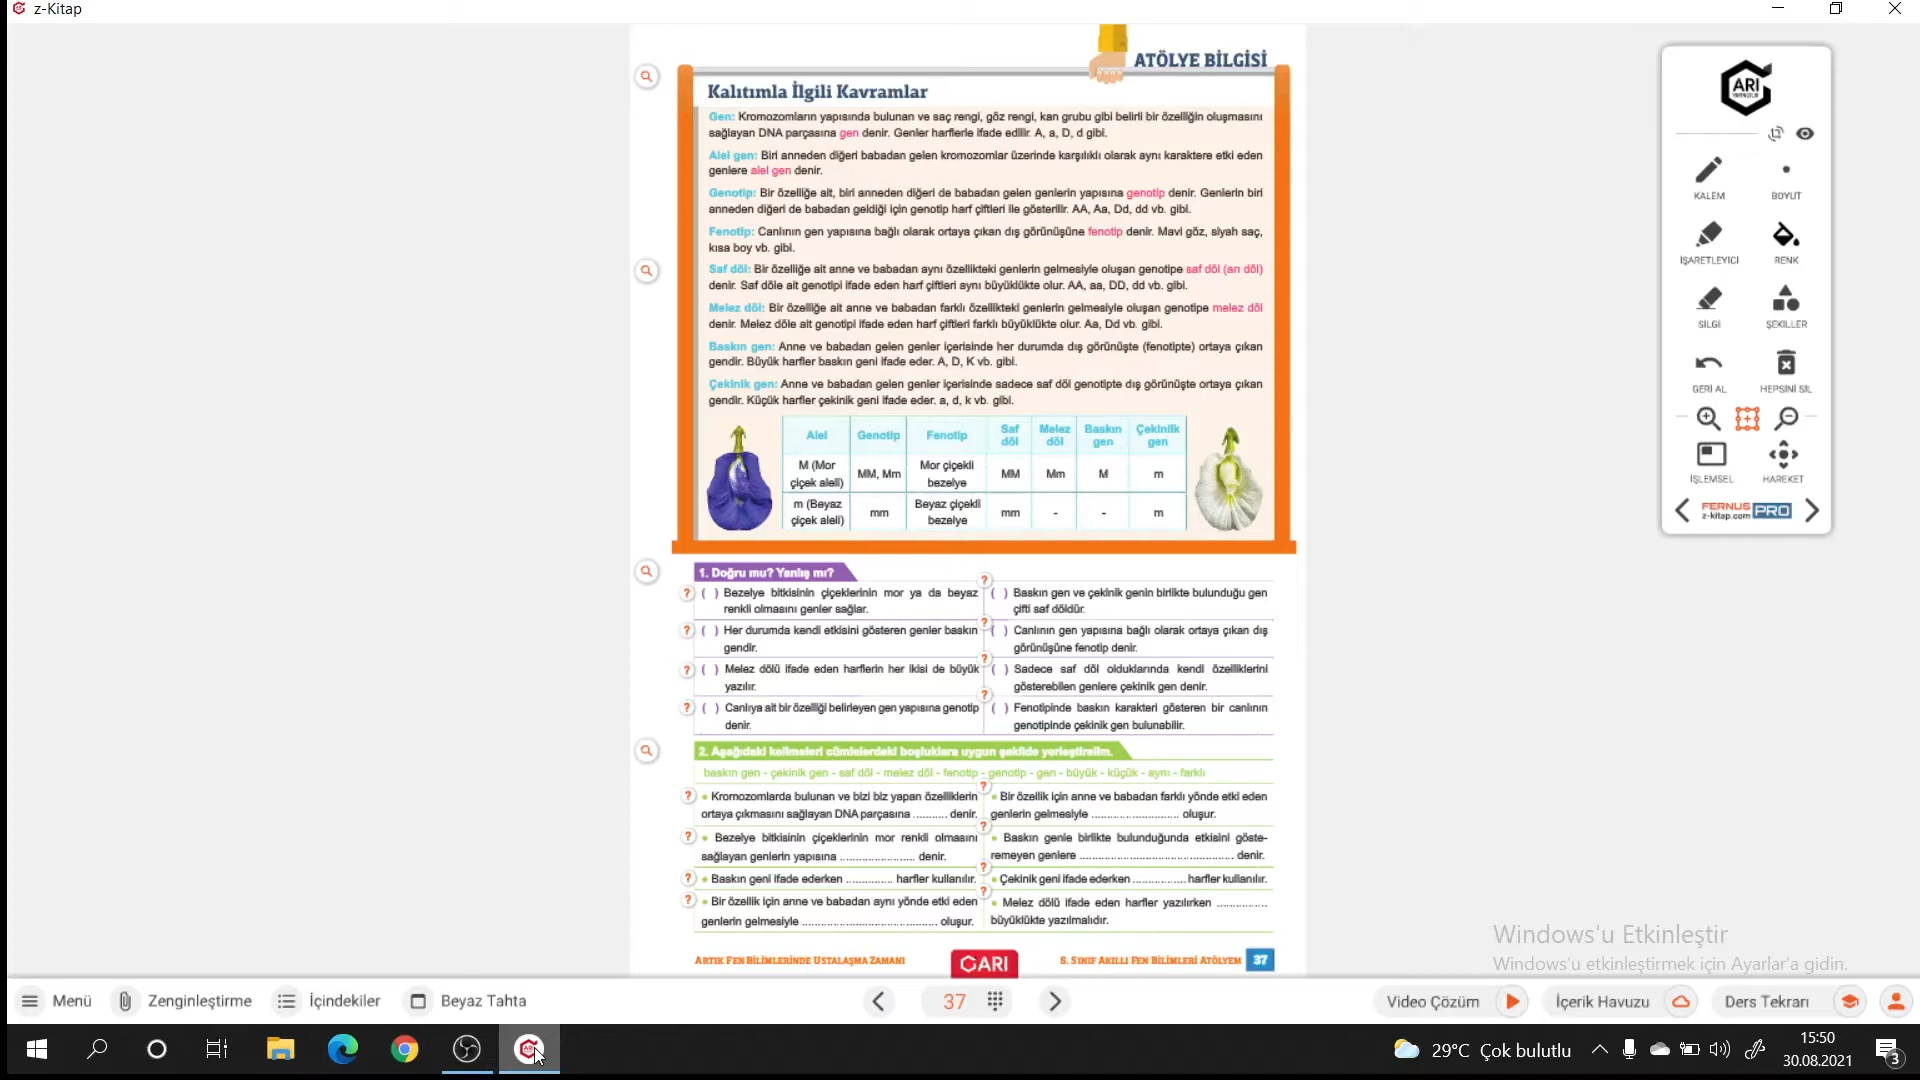 z-Kitap
ATÖLYE BİLGİSİ
Kalıtımla İlgili Kavramlar
Gen: Kromozomların yapısında bulunan ve saç rengi, göz rengi, kan grubu gibi belirli bir özelliğin oluşmasını
sağlayan DNA parçasına gen denir. Genler harflerle ifade edilir. A, a, D, d gibi.
Alel gen: Biri anneden diğeri babadan gelen kromozomlar üzerinde karşılıklı olarak aynı karaktere etki eden
genlere alel gen denir.
Genotip: Bir özelliğe ait, biri anneden diğeri de babadan gelen genlerin yapısına genotip denir. Genlerin biri
anneden diğeri de babadan geldiği için genotip harf çiftleri ile gösterilir. AA, Aa, Dd, dd vb. gibi.
Fenotip: Canlının gen yapısına bağlı olarak ortaya çıkan dış görünüşüne fenotip denir. Mavi göz, siyah saç,
kısa boy vb. gibi.
Saf döl: Bir özelliğe ait anne ve babadan aynı özellikteki genlerin gelmesiyle oluşan genotipe saf döl (arı döl)
denir. Saf döle ait genotipi ifade eden harf çiftleri aynı büyüklükte olur. AA, aa, DD, dd vb. gibi.
Melez döl: Bir özelliğe ait anne ve babadan farklı özellikteki genlerin gelmesiyle oluşan genotipe melez döl
denir. Melez döle ait genotipi ifade eden harf çiftleri farklı büyüklükte olur. Aa, Dd vb. gibi.
Baskın gen: Anne ve babadan gelen genler içerisinde her durumda dış görünüşte (fenotipte) ortaya çıkan
gendir. Büyük harfler baskın geni ifade eder. A, D, K vb. gibi.
Çekinik gen: Anne ve babadan gelen genler içerisinde sadece saf döl genotipte dış görünüşte ortaya çıkan
gendir. Küçük harfler çekinik geni ifade eder. a, d, k vb. gibi.
Alel Genotip Fenotip Saf döl Melez döl Baskın gen Çekinik gen
M (Mor çiçek aleli) MM, Mm Mor çiçekli bezelye MM Mm M m
m (Beyaz çiçek aleli) mm Beyaz çiçekli bezelye mm - - m
1. Doğru mu? Yanlış mı?
? ( ) Bezelye bitkisinin çiçeklerinin mor ya da beyaz
renkli olmasını genler sağlar.
? ( ) Her durumda kendi etkisini gösteren genler baskın
gendir.
? ( ) Melez dölü ifade eden harflerin her ikisi de büyük
yazılır.
? ( ) Canlıya ait bir özelliği belirleyen gen yapısına genotip
denir.
? ( ) Baskın gen ve çekinik genin birlikte bulunduğu gen
çifti saf döldür.
? ( ) Canlının gen yapısına bağlı olarak ortaya çıkan dış
görünüşüne fenotip denir.
? ( ) Sadece saf döl olduklarında kendi özelliklerini
gösterebilen genlere çekinik gen denir.
? ( ) Fenotipinde baskın karakteri gösteren bir canlının
genotipinde çekinik gen bulunabilir.
2. Aşağıdaki kelimeleri cümlelerdeki boşluklara uygun şekilde yerleştirelim.
baskın gen - çekinik gen - saf döl - melez döl - fenotip - genotip - gen - büyük - küçük - aynı - farklı
? • Kromozomlarda bulunan ve bizi biz yapan özelliklerin
ortaya çıkmasını sağlayan DNA parçasına .......... denir.
? • Bezelye bitkisinin çiçeklerinin mor renkli olmasını
sağlayan genlerin yapısına ........................ denir.
? • Baskın geni ifade ederken .............. harfler kullanılır.
? • Bir özellik için anne ve babadan aynı yönde etki eden
genlerin gelmesiyle .......................................... oluşur.
? • Bir özellik için anne ve babadan farklı yönde etki eden
genlerin gelmesiyle ............................ oluşur.
? • Baskın genle birlikte bulunduğunda etkisini göste-
remeyen genlere ................................................. denir.
? • Çekinik geni ifade ederken ................ harfler kullanılır.
? • Melez dölü ifade eden harfler yazılırken ................
büyüklükte yazılmalıdır.
ARTIK FEN BİLİMLERİNDE USTALAŞMA ZAMANI
ARI
8. SINIF AKILLI FEN BİLİMLERİ ATÖLYEM 37
ARI
YAYINCILIK
KALEM BOYUT
İŞARETLEYİCİ RENK
SİLGİ ŞEKİLLER
GERİ AL HEPSİNİ SİL
İŞLEMSEL HAREKET
FERNUS
z-kitap.com PRO
Windows'u Etkinleştir
Windows'u etkinleştirmek için Ayarlar'a gidin.
Menü Zenginleştirme İçindekiler Beyaz Tahta 37 Video Çözüm İçerik Havuzu Ders Tekrarı
29°C Çok bulutlu
15:50
30.08.2021
3